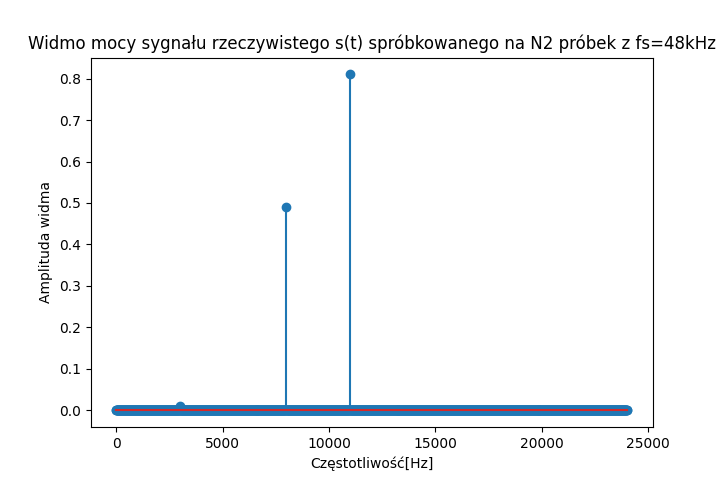 Widmo mocy sygnału rzeczywistego s(t) spróbkowanego na N2 próbek z fs=48kHz
Amplituda widma
0.8
0.7
0.6
0.5
0.4
0.3
0.2
0.1
0.0
0 5000 10000 15000 20000 25000
Częstotliwość[Hz]